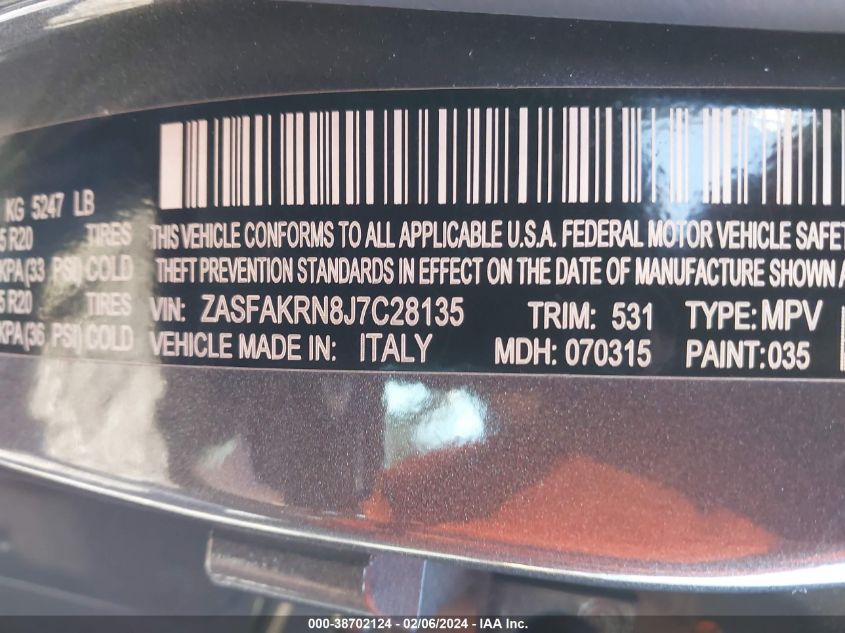 KG 5247 LB
5 R20 TIRES
KPA (33 PSI) COLD
5 R20 TIRES
KPA (36 PSI) COLD
THIS VEHICLE CONFORMS TO ALL APPLICABLE U.S.A. FEDERAL MOTOR VEHICLE SAFET
THEFT PREVENTION STANDARDS IN EFFECT ON THE DATE OF MANUFACTURE SHOWN A
VIN: ZASFAKRN8J7C28135 TRIM: 531 TYPE: MPV
VEHICLE MADE IN: ITALY MDH: 070315 PAINT: 035
000-38702124 - 02/06/2024 - IAA Inc.